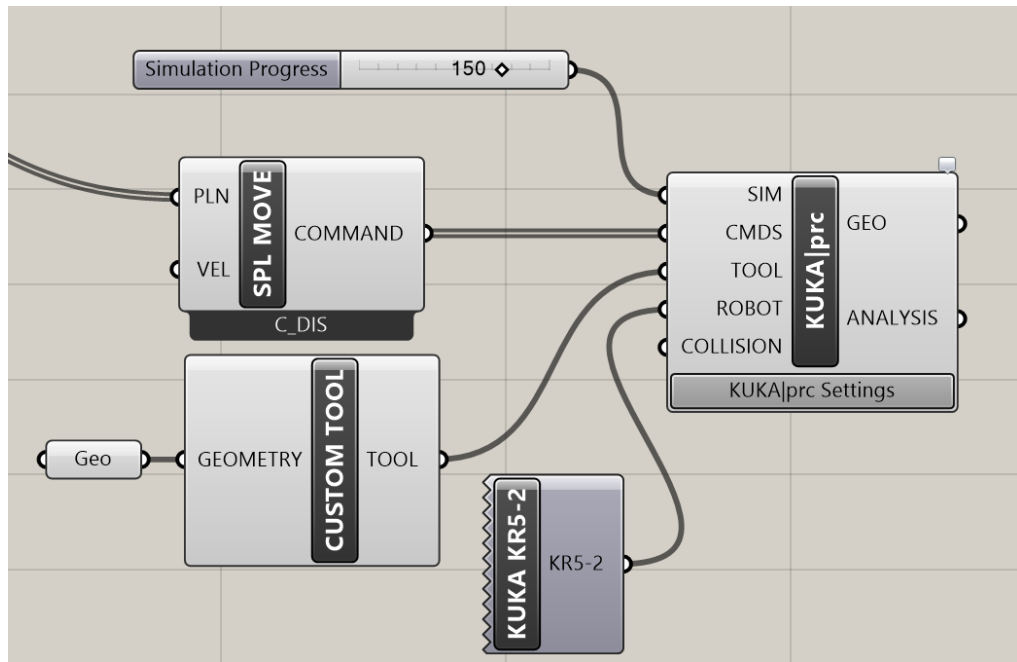 Simulation Progress 150
PLN
VEL
SPL MOVE
COMMAND
C_DIS
SIM
CMDS
TOOL
ROBOT
COLLISION
KUKA|prc
GEO
ANALYSIS
KUKA|prc Settings
Geo
GEOMETRY
CUSTOM TOOL
TOOL
KUKA KR5-2
KR5-2